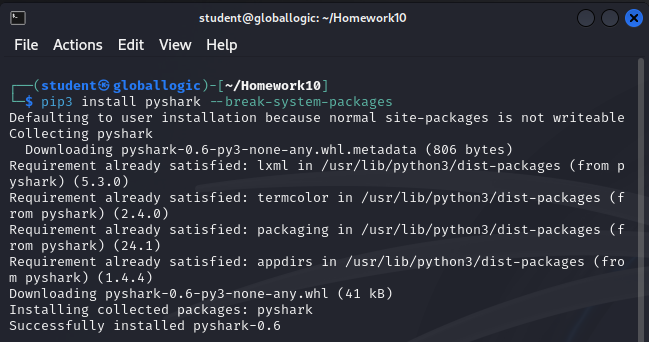 student@globallogic: ~/Homework10
File Actions Edit View Help
┌──(student㉿globallogic)-[~/Homework10]
└─$ pip3 install pyshark --break-system-packages
Defaulting to user installation because normal site-packages is not writeable
Collecting pyshark
  Downloading pyshark-0.6-py3-none-any.whl.metadata (806 bytes)
Requirement already satisfied: lxml in /usr/lib/python3/dist-packages (from p
yshark) (5.3.0)
Requirement already satisfied: termcolor in /usr/lib/python3/dist-packages (f
rom pyshark) (2.4.0)
Requirement already satisfied: packaging in /usr/lib/python3/dist-packages (f
rom pyshark) (24.1)
Requirement already satisfied: appdirs in /usr/lib/python3/dist-packages (fro
m pyshark) (1.4.4)
Downloading pyshark-0.6-py3-none-any.whl (41 kB)
Installing collected packages: pyshark
Successfully installed pyshark-0.6